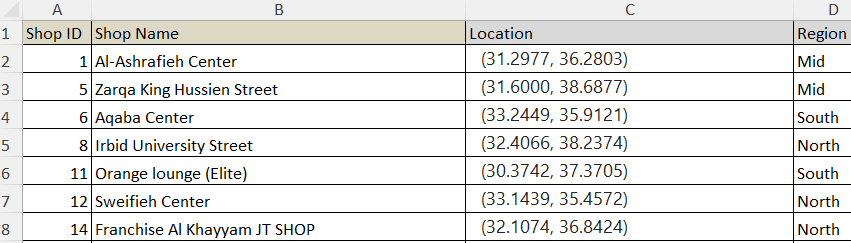 A B C D
1 Shop ID Shop Name Location Region
2 1 Al-Ashrafieh Center (31.2977, 36.2803) Mid
3 5 Zarqa King Hussien Street (31.6000, 38.6877) Mid
4 6 Aqaba Center (33.2449, 35.9121) South
5 8 Irbid University Street (32.4066, 38.2374) North
6 11 Orange lounge (Elite) (30.3742, 37.3705) South
7 12 Sweifieh Center (33.1439, 35.4572) North
8 14 Franchise Al Khayyam JT SHOP (32.1074, 36.8424) North